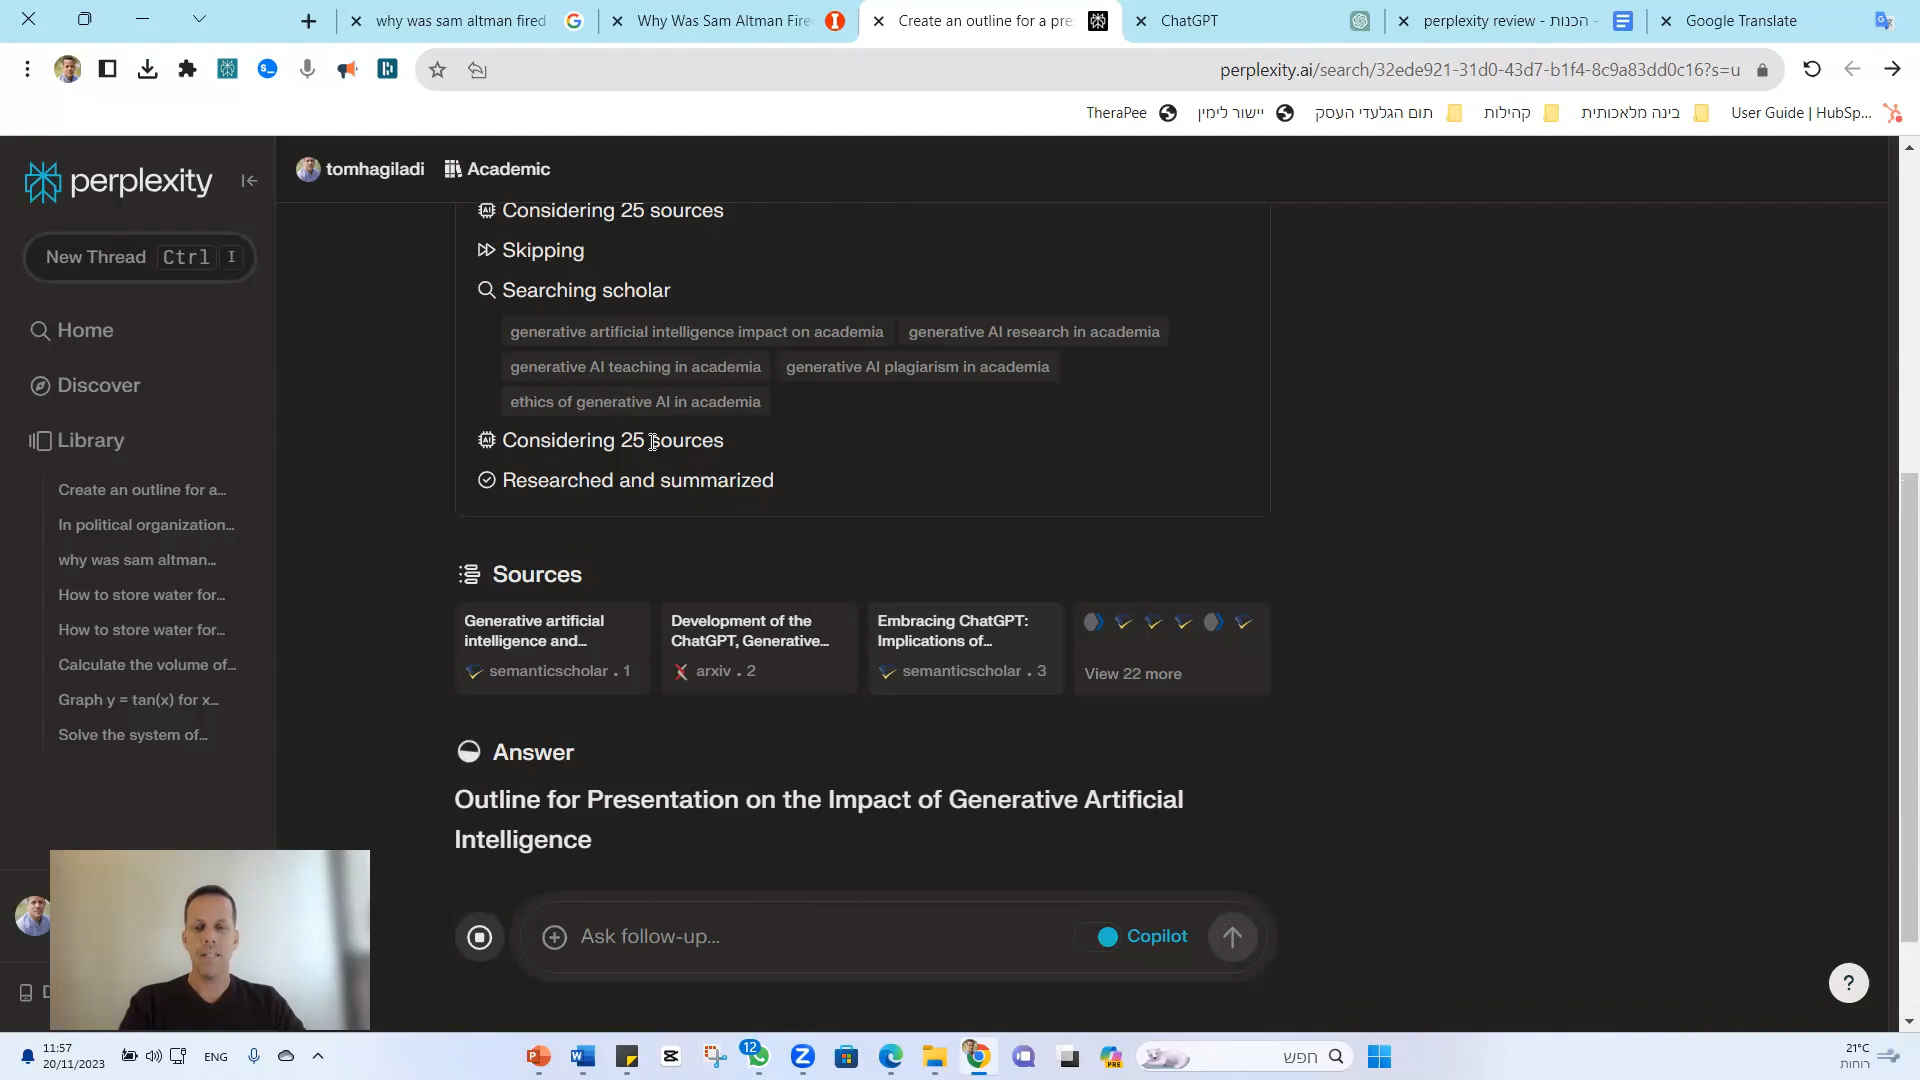 why was sam altman fired
Why Was Sam Altman Fire
Create an outline for a pre
ChatGPT
perplexity review - הכנות -
Google Translate
perplexity.ai/search/32ede921-31d0-43d7-b1f4-8c9a83dd0c16?s=u
TheraPee
יישור לימין
תום הגלעדי העסק
קהילות
בינה מלאכותית
User Guide | HubSp...
perplexity
tomhagiladi
Academic
New Thread Ctrl I
Home
Discover
Library
Create an outline for a...
In political organization...
why was sam altman...
How to store water for...
How to store water for...
Calculate the volume of...
Graph y = tan(x) for x...
Solve the system of...
Considering 25 sources
Skipping
Searching scholar
generative artificial intelligence impact on academia
generative AI research in academia
generative AI teaching in academia
generative AI plagiarism in academia
ethics of generative AI in academia
Considering 25 sources
Researched and summarized
Sources
Generative artificial
intelligence and...
semanticscholar . 1
Development of the
ChatGPT, Generative...
arxiv . 2
Embracing ChatGPT:
Implications of...
semanticscholar . 3
View 22 more
Answer
Outline for Presentation on the Impact of Generative Artificial
Intelligence
Ask follow-up...
Copilot
?
D
11:57
20/11/2023
ENG
12
PRE
חפש
21°C
רוחות